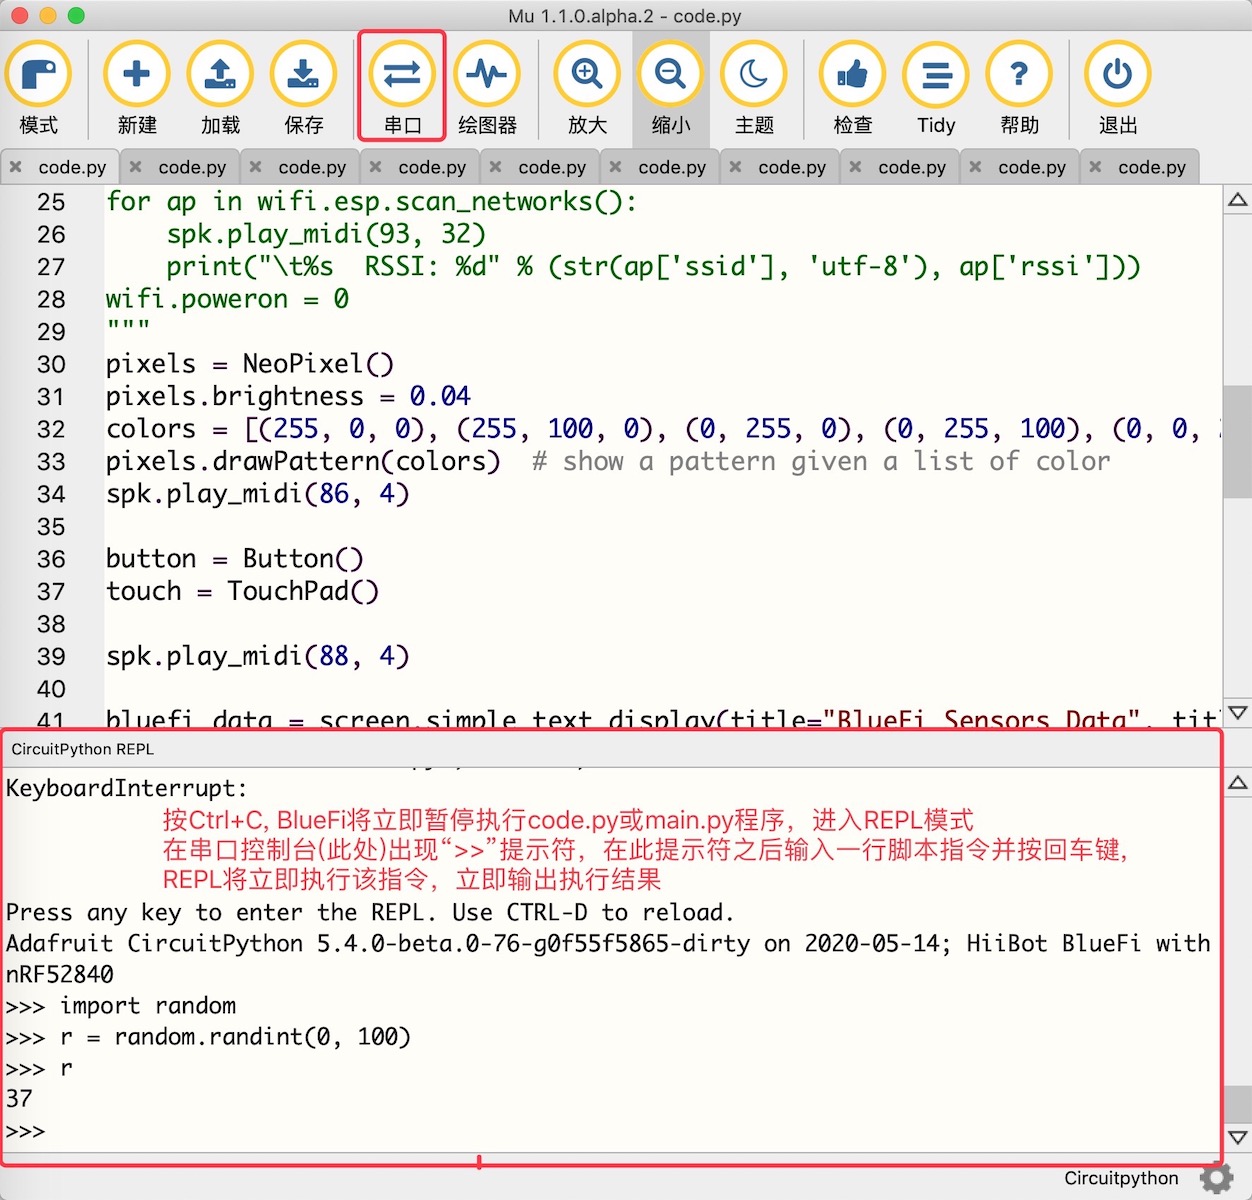 Mu 1.1.0.alpha.2 - code.py
模式 新建 加载 保存 串口 绘图器 放大 缩小 主题 检查 Tidy 帮助 退出
code.py code.py code.py code.py code.py code.py code.py code.py code.py code.py
25 for ap in wifi.esp.scan_networks():
26     spk.play_midi(93, 32)
27     print("\t%s  RSSI: %d" % (str(ap['ssid'], 'utf-8'), ap['rssi']))
28 wifi.poweron = 0
29 """
30 pixels = NeoPixel()
31 pixels.brightness = 0.04
32 colors = [(255, 0, 0), (255, 100, 0), (0, 255, 0), (0, 255, 100), (0, 0,
33 pixels.drawPattern(colors)  # show a pattern given a list of color
34 spk.play_midi(86, 4)
35
36 button = Button()
37 touch = TouchPad()
38
39 spk.play_midi(88, 4)
40
41 bluefi_data = screen.simple_text_display(title="BlueFi Sensors Data", tit
CircuitPython REPL
KeyboardInterrupt:
按Ctrl+C, BlueFi将立即暂停执行code.py或main.py程序，进入REPL模式
在串口控制台(此处)出现“>>”提示符，在此提示符之后输入一行脚本指令并按回车键,
REPL将立即执行该指令，立即输出执行结果
Press any key to enter the REPL. Use CTRL-D to reload.
Adafruit CircuitPython 5.4.0-beta.0-76-g0f55f5865-dirty on 2020-05-14; HiiBot BlueFi with
nRF52840
>>> import random
>>> r = random.randint(0, 100)
>>> r
37
>>>
Circuitpython